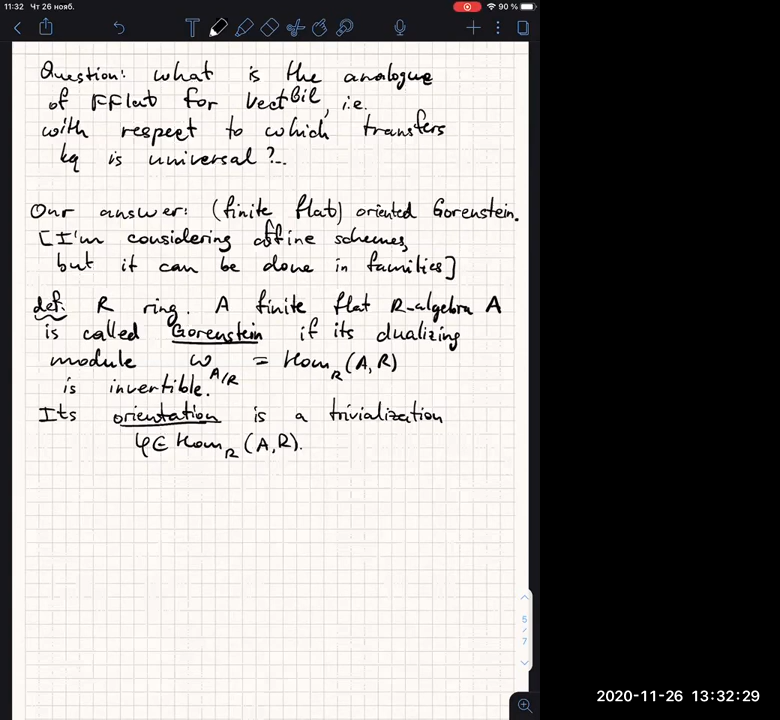 11:32 Чт 26 нояб.
90 %
Question: what is the analogue
of FFlat for Vect^Bil, i.e.
with respect to which transfers
kq is universal?..
Our answer: (finite flat) oriented Gorenstein.
[I'm considering affine schemes,
but it can be done in families]
def: R ring. A finite flat R-algebra A
is called Gorenstein if its dualizing
module ω_{A/R} = Hom_R(A,R)
is invertible.
Its orientation is a trivialization
φ∈ Hom_R(A,R).
5
/
7
2020-11-26 13:32:29